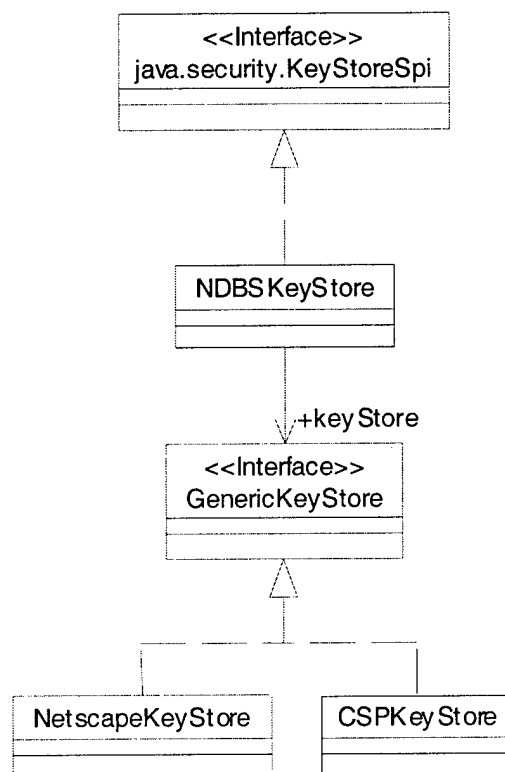 <<Interface>>
java.security.KeyStoreSpi
NDBSKeyStore
+keyStore
<<Interface>>
GenericKeyStore
NetscapeKeyStore
CSPKeyStore